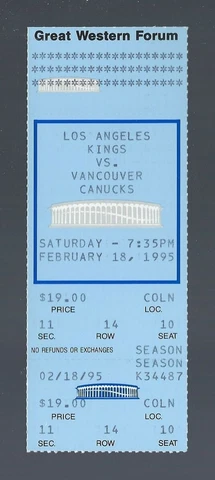 Great Western Forum
************************
************************
************************
LOS ANGELES
KINGS
VS.
VANCOUVER
CANUCKS
SATURDAY - 7:35PM
FEBRUARY 18, 1995
$19.00 COLN
PRICE LOC.
11 14 10
SEC. ROW SEAT
NO REFUNDS OR EXCHANGES SEASON
SEASON
02/18/95 K34487
$19.00 COLN
PRICE LOC.
11 14 10
SEC. ROW SEAT